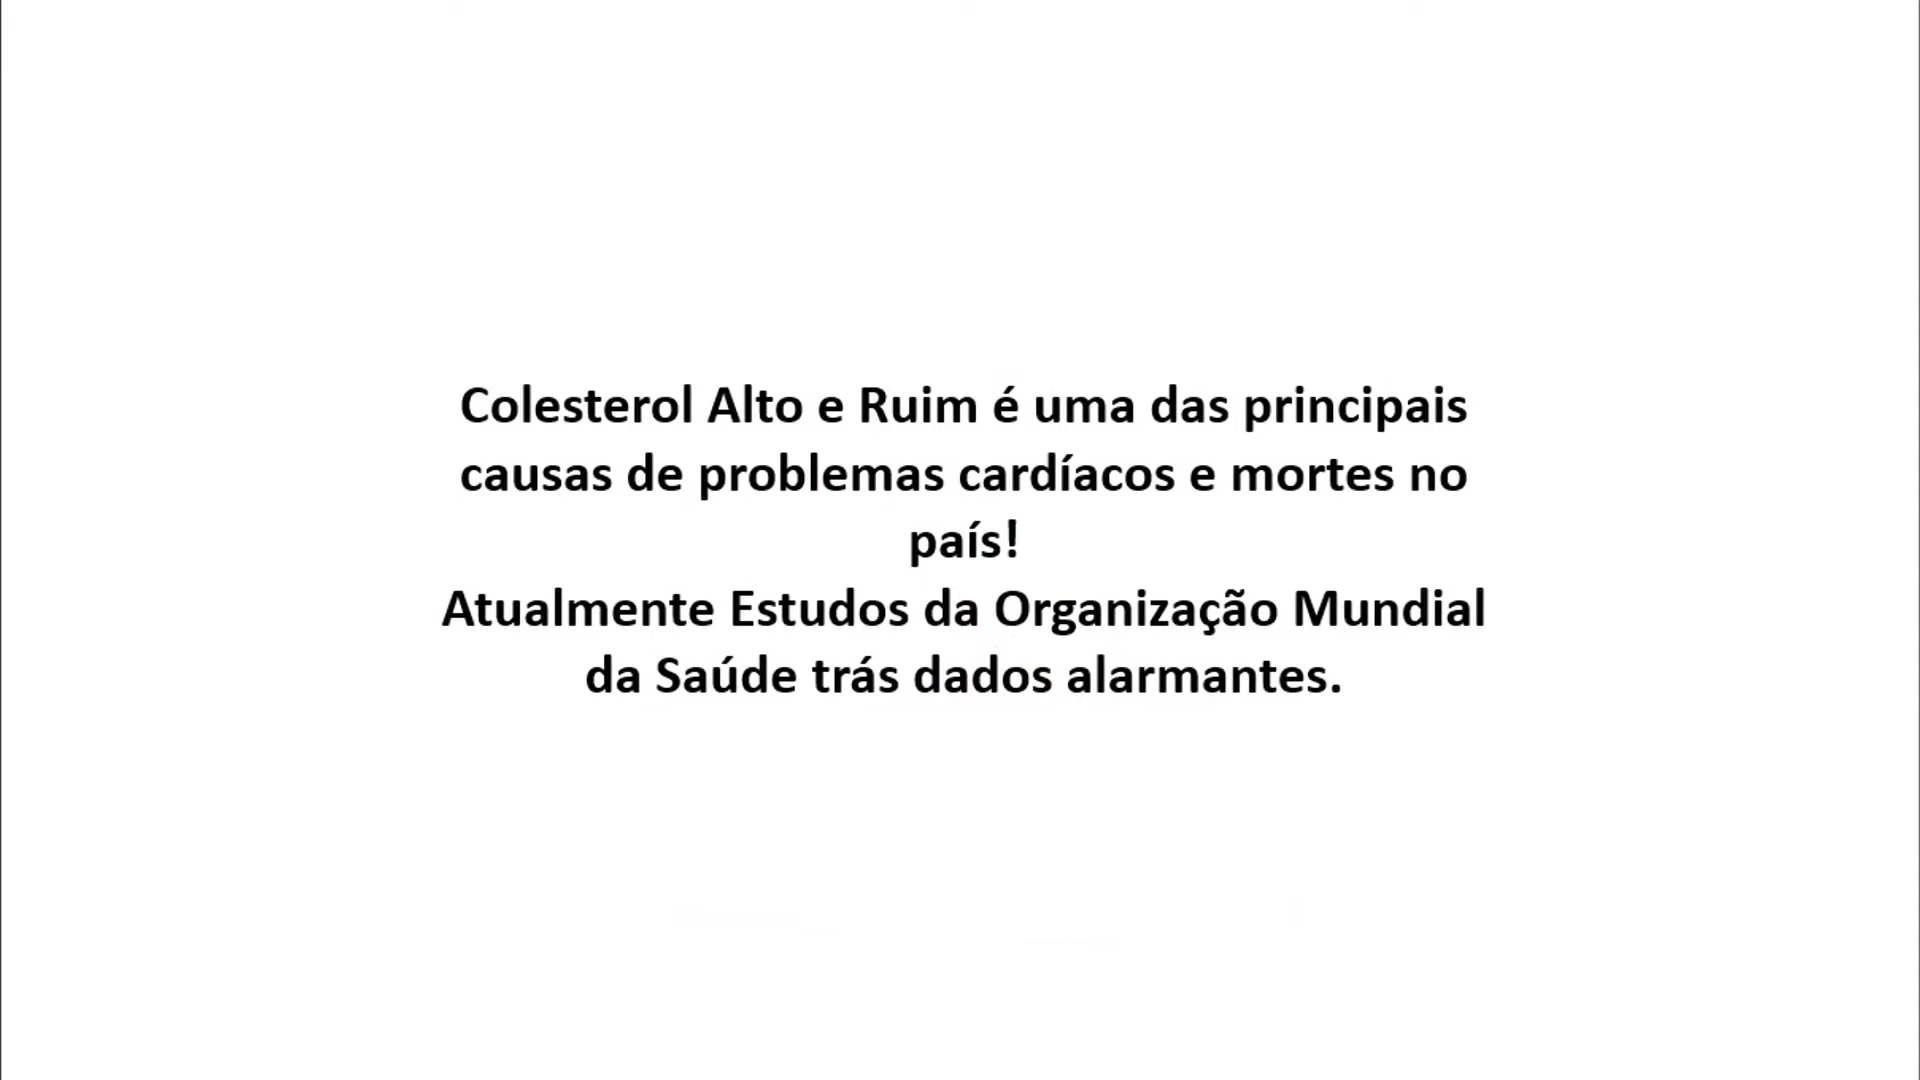 Colesterol Alto e Ruim é uma das principais
causas de problemas cardíacos e mortes no
país!
Atualmente Estudos da Organização Mundial
da Saúde trás dados alarmantes.